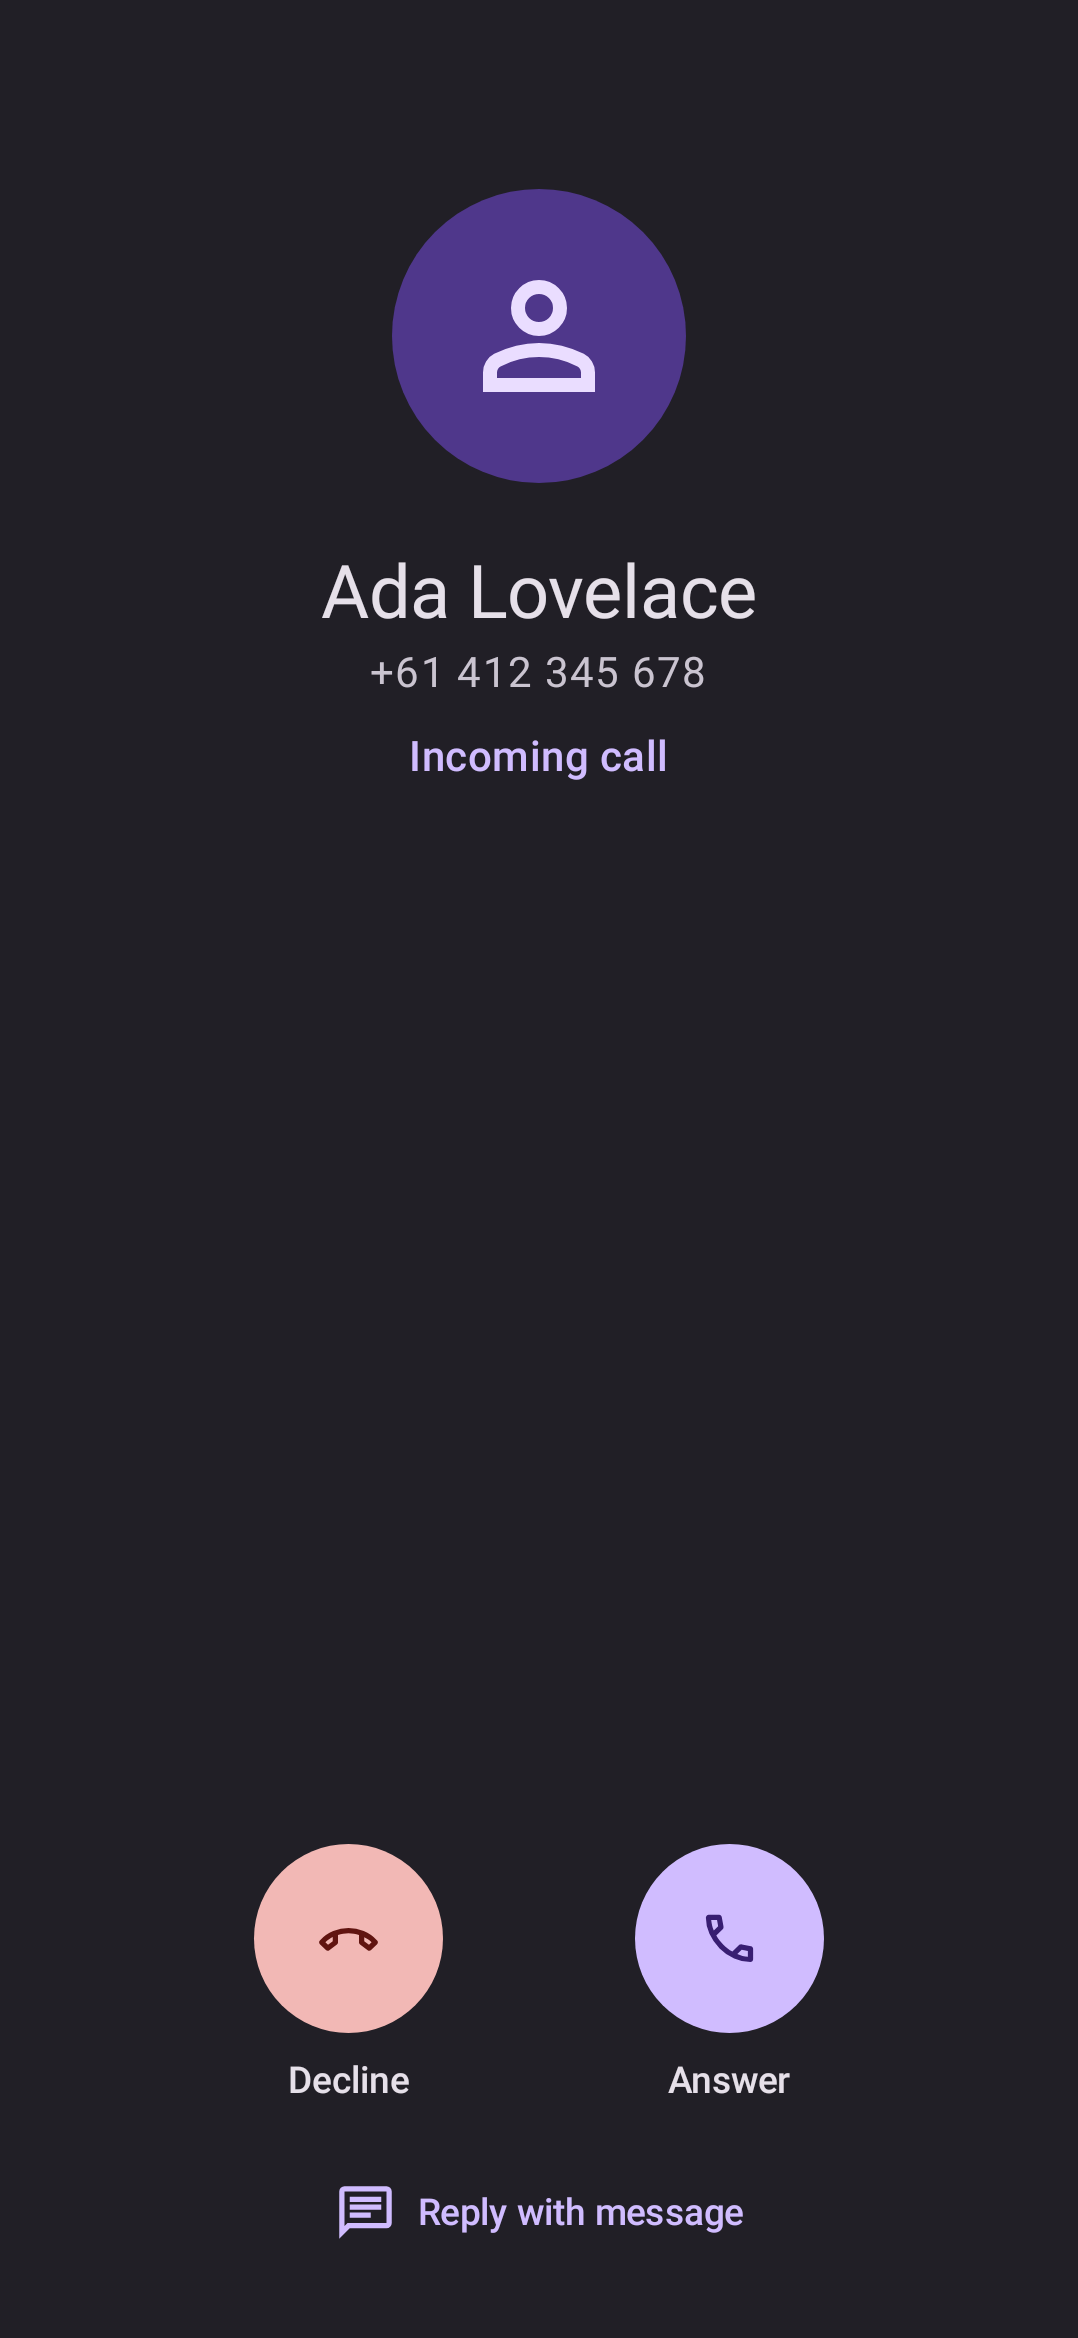 Ada Lovelace
+61 412 345 678
Incoming call
Decline
Answer
Reply with message